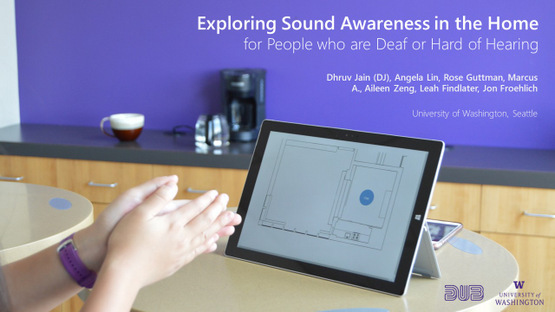 Exploring Sound Awareness in the Home
for People who are Deaf or Hard of Hearing
Dhruv Jain (DJ), Angela Lin, Rose Guttman, Marcus
A., Aileen Zeng, Leah Findlater, Jon Froehlich
University of Washington, Seattle
DUB
W
UNIVERSITY of
WASHINGTON